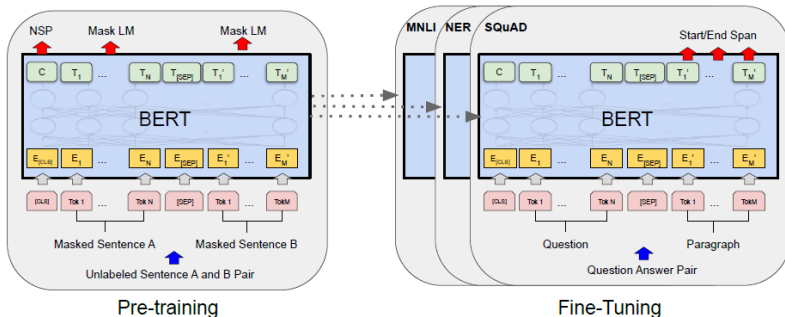 NSP Mask LM Mask LM
C T1 ... TN T[SEP] T1' ... TM'
BERT
E[CLS] E1 ... EN E[SEP] E1' ... EM'
[CLS] Tok 1 ... Tok N [SEP] Tok 1 ... TokM
Masked Sentence A Masked Sentence B
Unlabeled Sentence A and B Pair
Pre-training
MNLI NER SQuAD
Start/End Span
C T1 ... TN T[SEP] T1' ... TM'
BERT
E[CLS] E1 ... EN E[SEP] E1' ... EM'
[CLS] Tok 1 ... Tok N [SEP] Tok 1 ... TokM
Question Paragraph
Question Answer Pair
Fine-Tuning